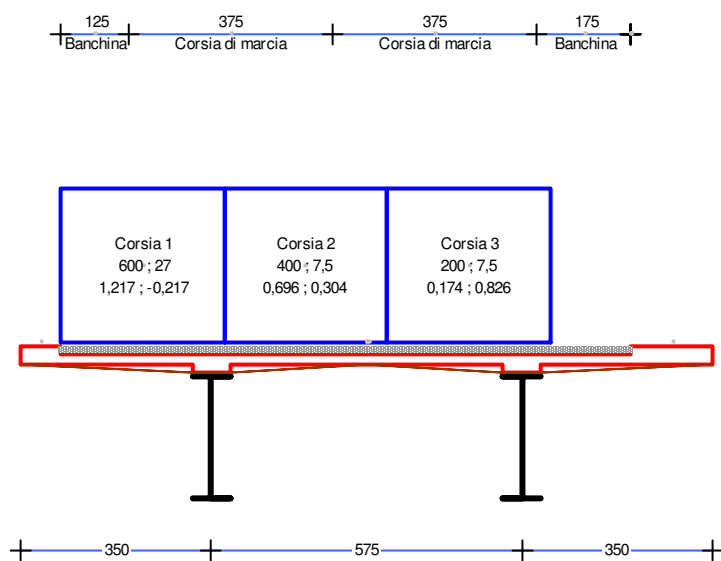 125 375 375 175
Banchina Corsia di marcia Corsia di marcia Banchina
Corsia 1
600 ; 27
1,217 ; -0,217
Corsia 2
400 ; 7,5
0,696 ; 0,304
Corsia 3
200 ; 7,5
0,174 ; 0,826
350 575 350